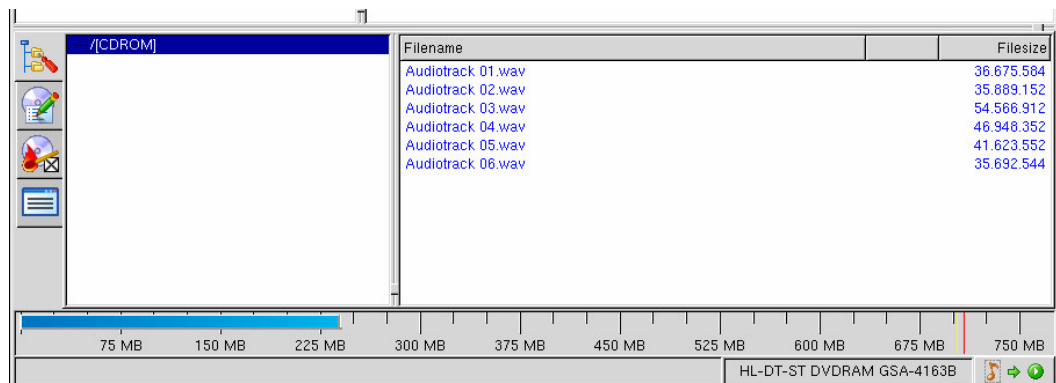 /[CDROM]
Filename Filesize
Audiotrack 01.wav 36.675.584
Audiotrack 02.wav 35.889.152
Audiotrack 03.wav 54.566.912
Audiotrack 04.wav 46.948.352
Audiotrack 05.wav 41.623.552
Audiotrack 06.wav 35.692.544
75 MB 150 MB 225 MB 300 MB 375 MB 450 MB 525 MB 600 MB 675 MB 750 MB
HL-DT-ST DVDRAM GSA-4163B